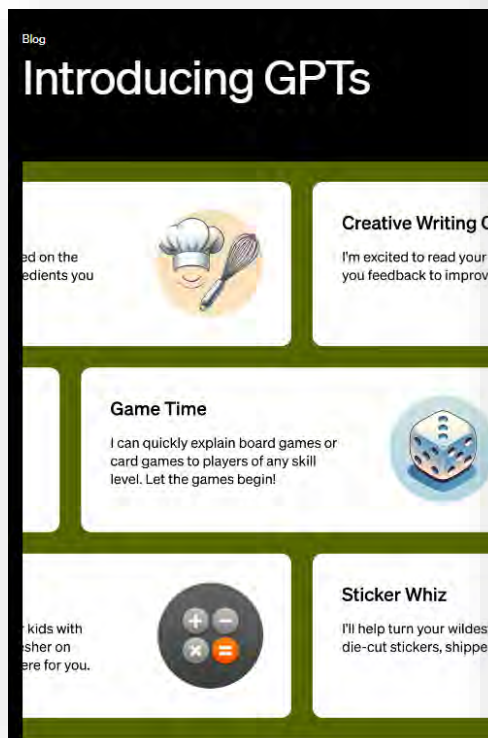 Blog
Introducing GPTs
ed on the
edients you
Creative Writing
I'm excited to read your
you feedback to improv
Game Time
I can quickly explain board games or
card games to players of any skill
level. Let the games begin!
kids with
esher on
ere for you.
Sticker Whiz
I'll help turn your wildes
die-cut stickers, shippe